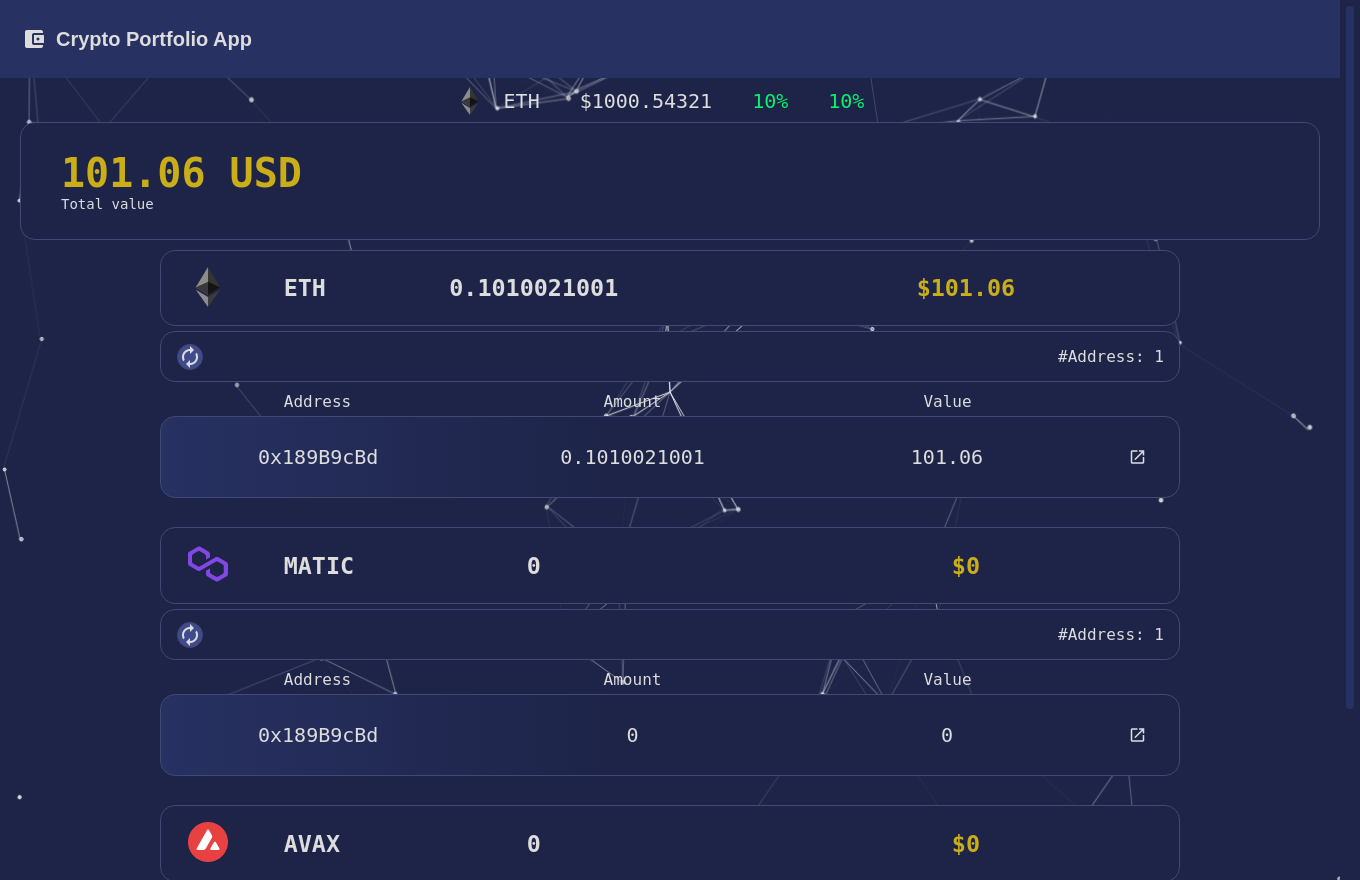 Crypto Portfolio App
ETH $1000.54321 10% 10%
101.06 USD
Total value
ETH 0.1010021001 $101.06
#Address: 1
Address Amount Value
0x189B9cBd 0.1010021001 101.06
MATIC 0 $0
#Address: 1
Address Amount Value
0x189B9cBd 0 0
AVAX 0 $0